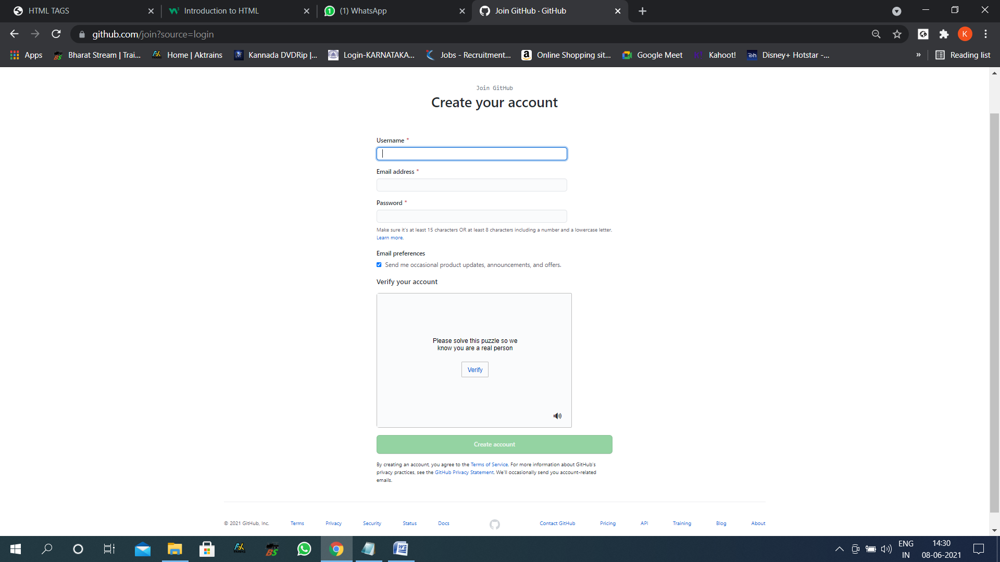 HTML TAGS
Introduction to HTML
(1) WhatsApp
Join GitHub · GitHub
github.com/join?source=login
K
Apps
Bharat Stream | Trai...
Home | Aktrains
Kannada DVDRip |...
Login-KARNATAKA...
Jobs - Recruitment...
Online Shopping sit...
Google Meet
Kahoot!
Disney+ Hotstar -...
»
Reading list
Join GitHub
Create your account
Username *
Email address *
Password *
Make sure it's at least 15 characters OR at least 8 characters including a number and a lowercase letter.
Learn more.
Email preferences
Send me occasional product updates, announcements, and offers.
Verify your account
Please solve this puzzle so we
know you are a real person
Verify
Create account
By creating an account, you agree to the Terms of Service. For more information about GitHub's
privacy practices, see the GitHub Privacy Statement. We'll occasionally send you account-related
emails.
© 2021 GitHub, Inc.
Terms
Privacy
Security
Status
Docs
Contact GitHub
Pricing
API
Training
Blog
About
ENG
IN
14:30
08-06-2021